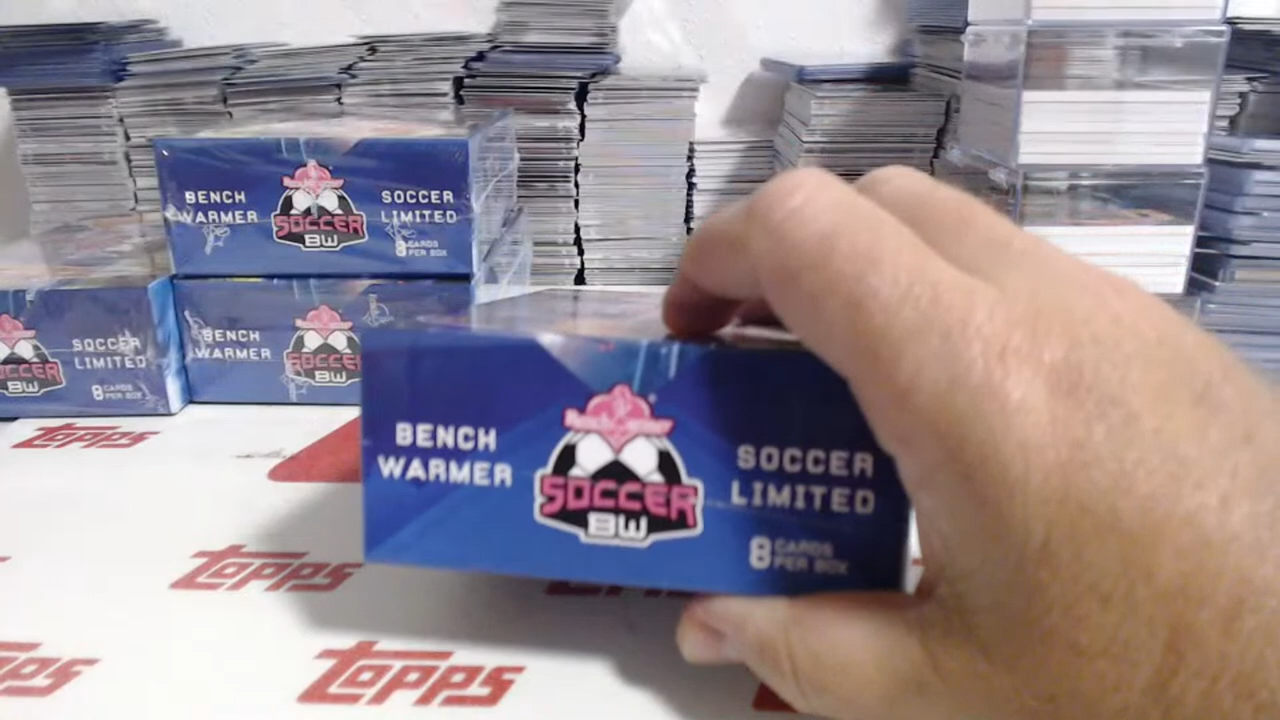 BENCH
WARMER
SOCCER
BW
SOCCER
LIMITED
8 CARDS
PER BOX
SOCCER
BW
SOCCER
LIMITED
8 CARDS
PER BOX
BENCH
WARMER
SOCCER
BW
BENCH
WARMER
SOCCER
BW
SOCCER
LIMITED
8 CARDS
PER BOX
TOPPS
TOPPS
TOPPS